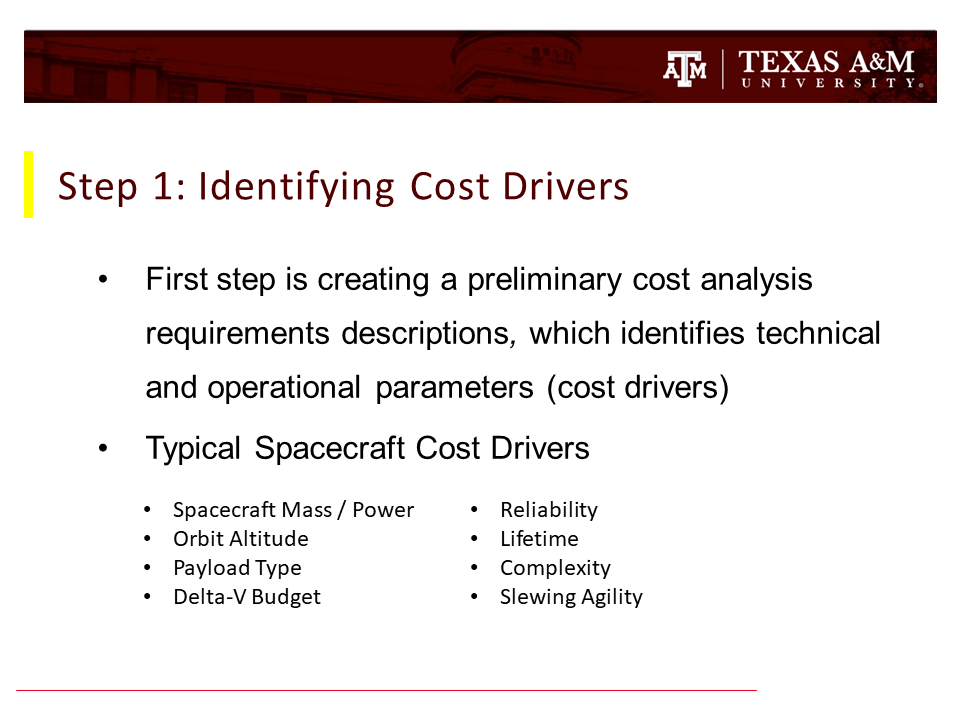 ATM
TEXAS A&M
UNIVERSITY®
Step 1: Identifying Cost Drivers
• First step is creating a preliminary cost analysis
requirements descriptions, which identifies technical
and operational parameters (cost drivers)
• Typical Spacecraft Cost Drivers
• Spacecraft Mass / Power
• Orbit Altitude
• Payload Type
• Delta-V Budget
• Reliability
• Lifetime
• Complexity
• Slewing Agility